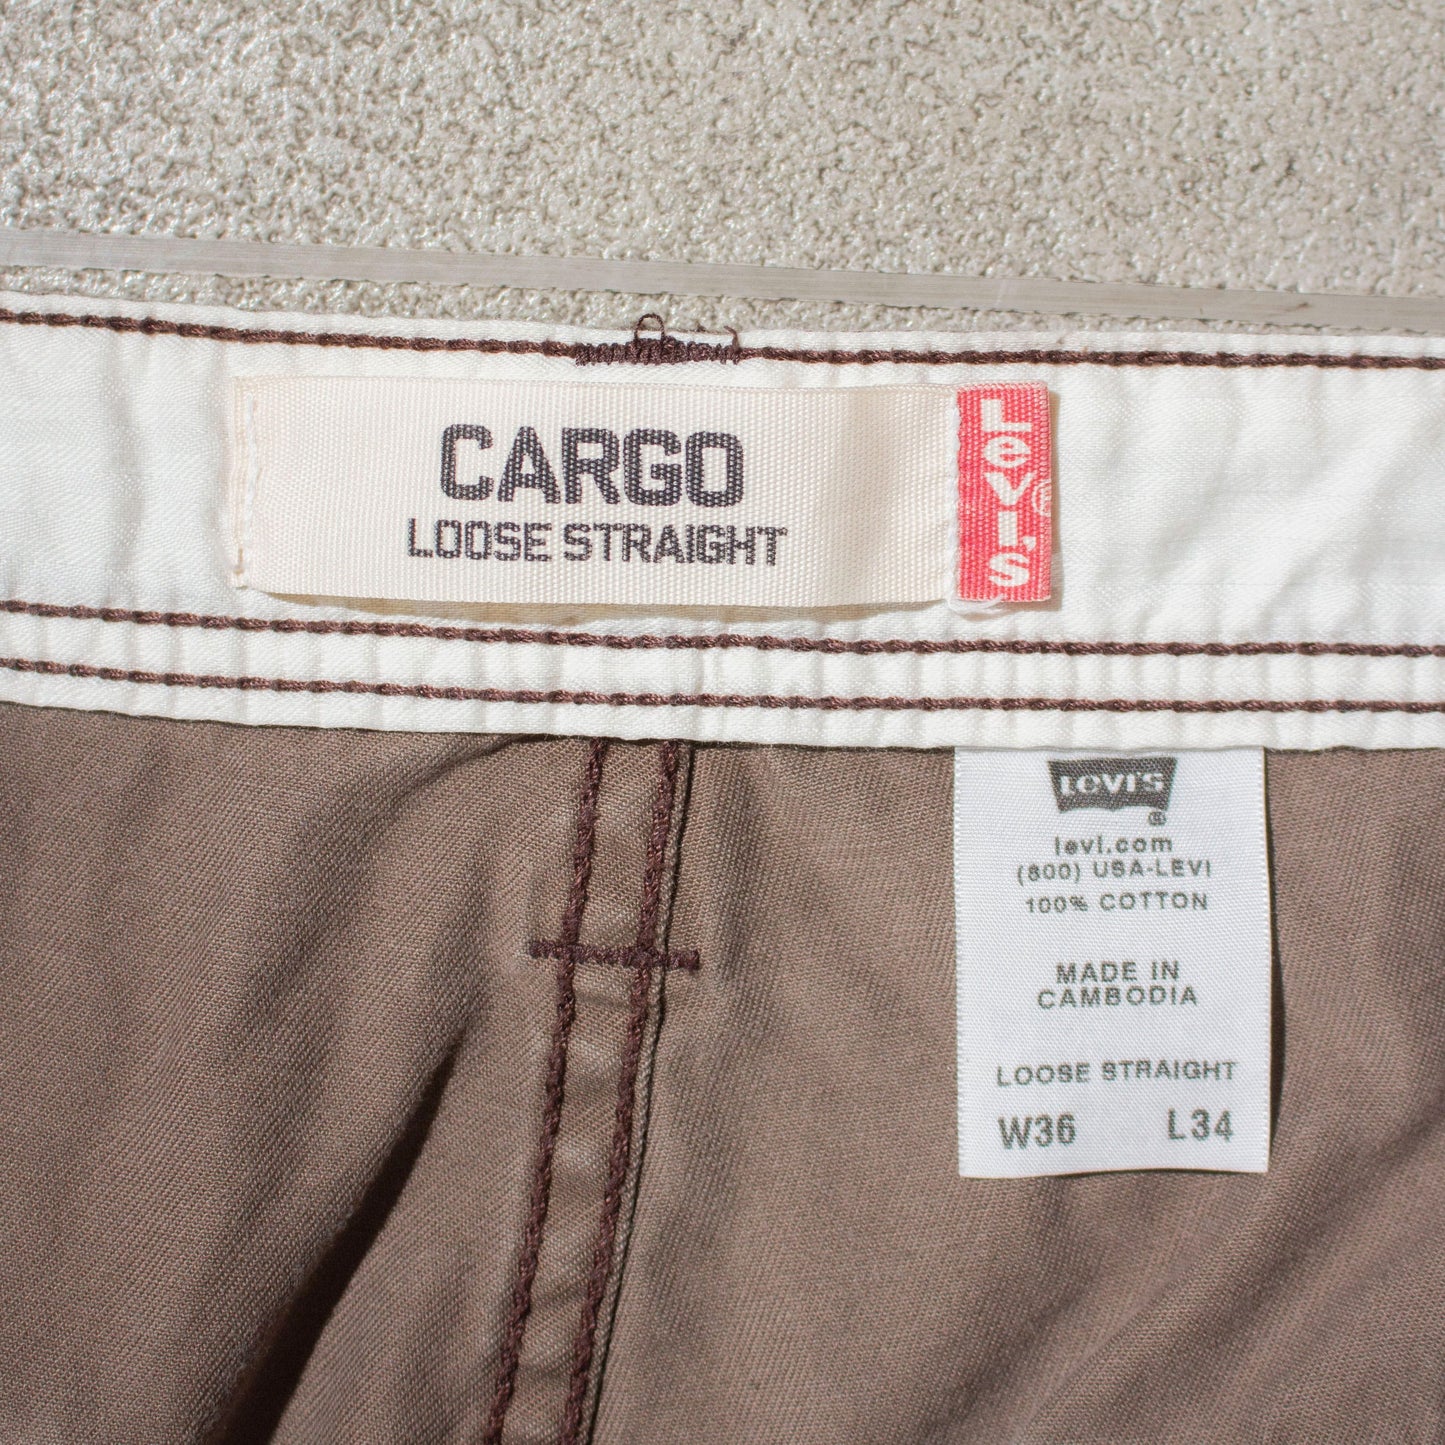 CARGO
LOOSE STRAIGHT
Levi's®
Levi's
®
levi.com
(800) USA-LEVI
100% COTTON
MADE IN
CAMBODIA
LOOSE STRAIGHT
W36 L34